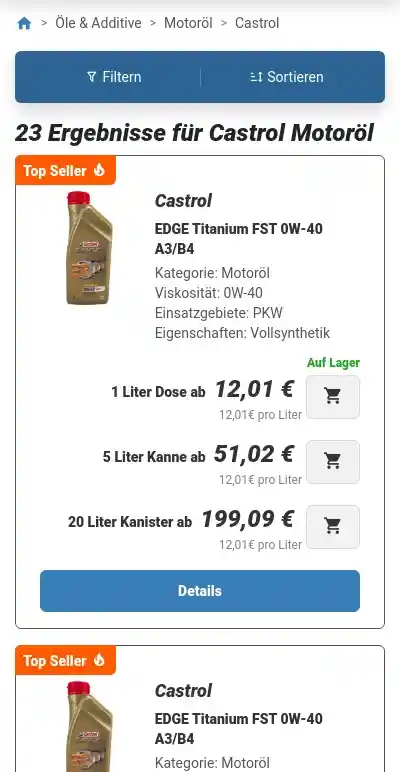 > Öle & Additive > Motoröl > Castrol
Filtern
Sortieren
23 Ergebnisse für Castrol Motoröl
Top Seller
Castrol
EDGE Titanium FST 0W-40
A3/B4
Kategorie: Motoröl
Viskosität: 0W-40
Einsatzgebiete: PKW
Eigenschaften: Vollsynthetik
Auf Lager
1 Liter Dose ab 12,01 €
12,01€ pro Liter
5 Liter Kanne ab 51,02 €
12,01€ pro Liter
20 Liter Kanister ab 199,09 €
12,01€ pro Liter
Details
Top Seller
Castrol
EDGE Titanium FST 0W-40
A3/B4
Kategorie: Motoröl